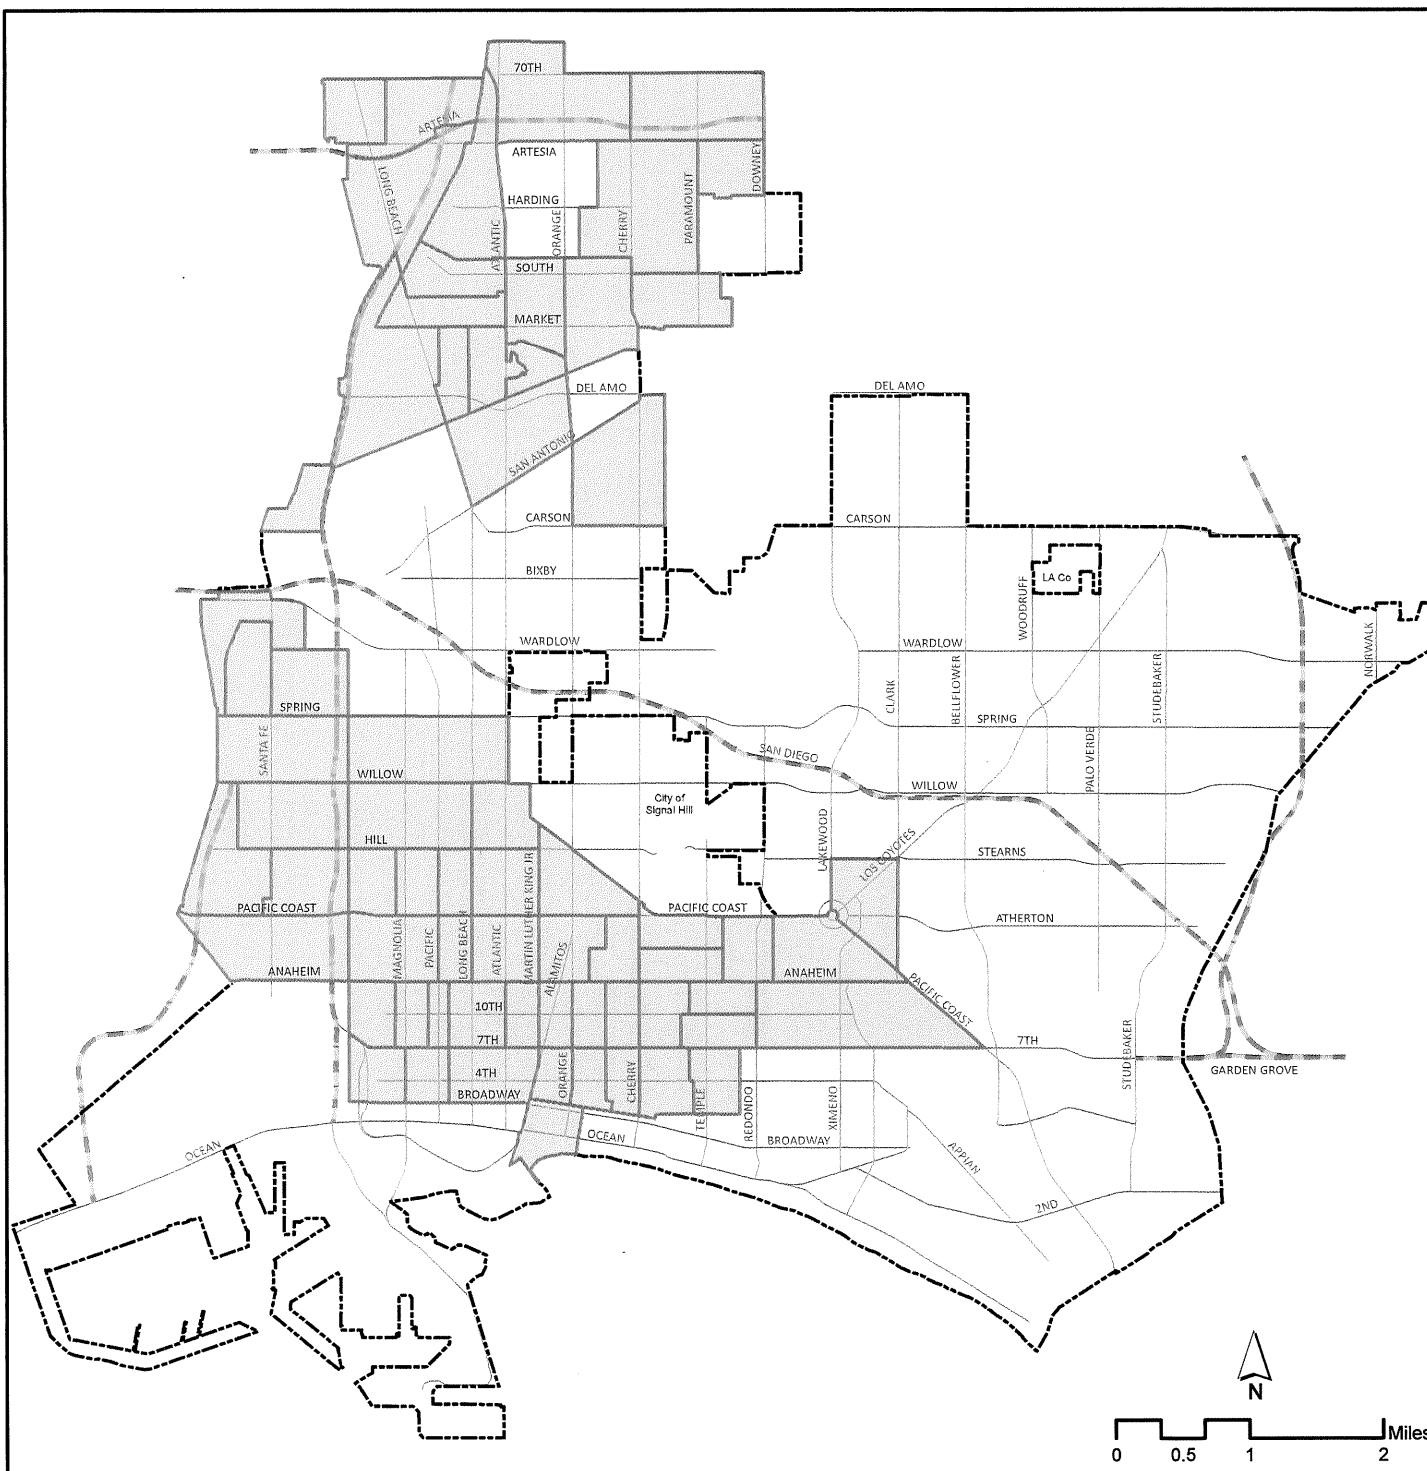 70TH
ARTESIA
ARTESIA
DOWNEY
LONG BEACH
PARAMOUNT
HARDING
ATLANTIC
ORANGE
CHERRY
SOUTH
MARKET
DEL AMO
DEL AMO
SAN ANTONIO
CARSON
CARSON
BIXBY
LA Co
WOODRUFF
WARDLOW
WARDLOW
NORWALK
CLARK
BELLFLOWER
STUDEBAKER
SPRING
SPRING
SANTA FE
SAN DIEGO
PALO VERDE
WILLOW
WILLOW
City of
Signal Hill
HILL
LAKEWOOD
LOS COYOTES
STEARNS
PACIFIC COAST
PACIFIC COAST
ATHERTON
MAGNOLIA
PACIFIC
LONG BEACH
ATLANTIC
MARTIN LUTHER KING JR
ALAMITOS
ANAHEIM
ANAHEIM
PACIFIC COAST
10TH
7TH
7TH
STUDEBAKER
GARDEN GROVE
4TH
ORANGE
CHERRY
BROADWAY
TEMPLE
REDONDO
XIMENO
OCEAN
OCEAN
BROADWAY
APPIAN
2ND
N
Miles
0 0.5 1 2